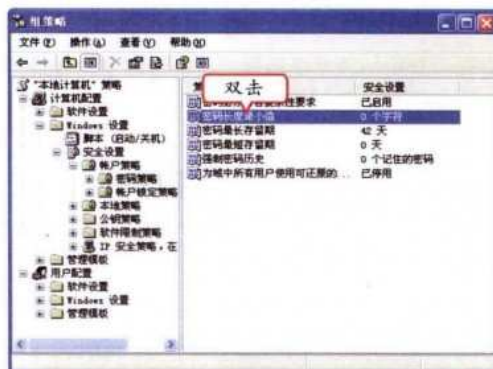 组策略
文件(F) 操作(A) 查看(V) 帮助(H)
"本地计算机" 策略
计算机配置
软件设置
Windows 设置
脚本 (启动/关机)
安全设置
帐户策略
密码策略
帐户锁定策略
本地策略
公钥策略
软件限制策略
IP 安全策略，在
管理模板
用户配置
软件设置
Windows 设置
管理模板
双击
安全设置
性要求 已启用
密码长度最小值 0 个字符
密码最长存留期 42 天
密码最短存留期 0 天
强制密码历史 0 个记住的密码
为域中所有用户使用可还原的... 已停用